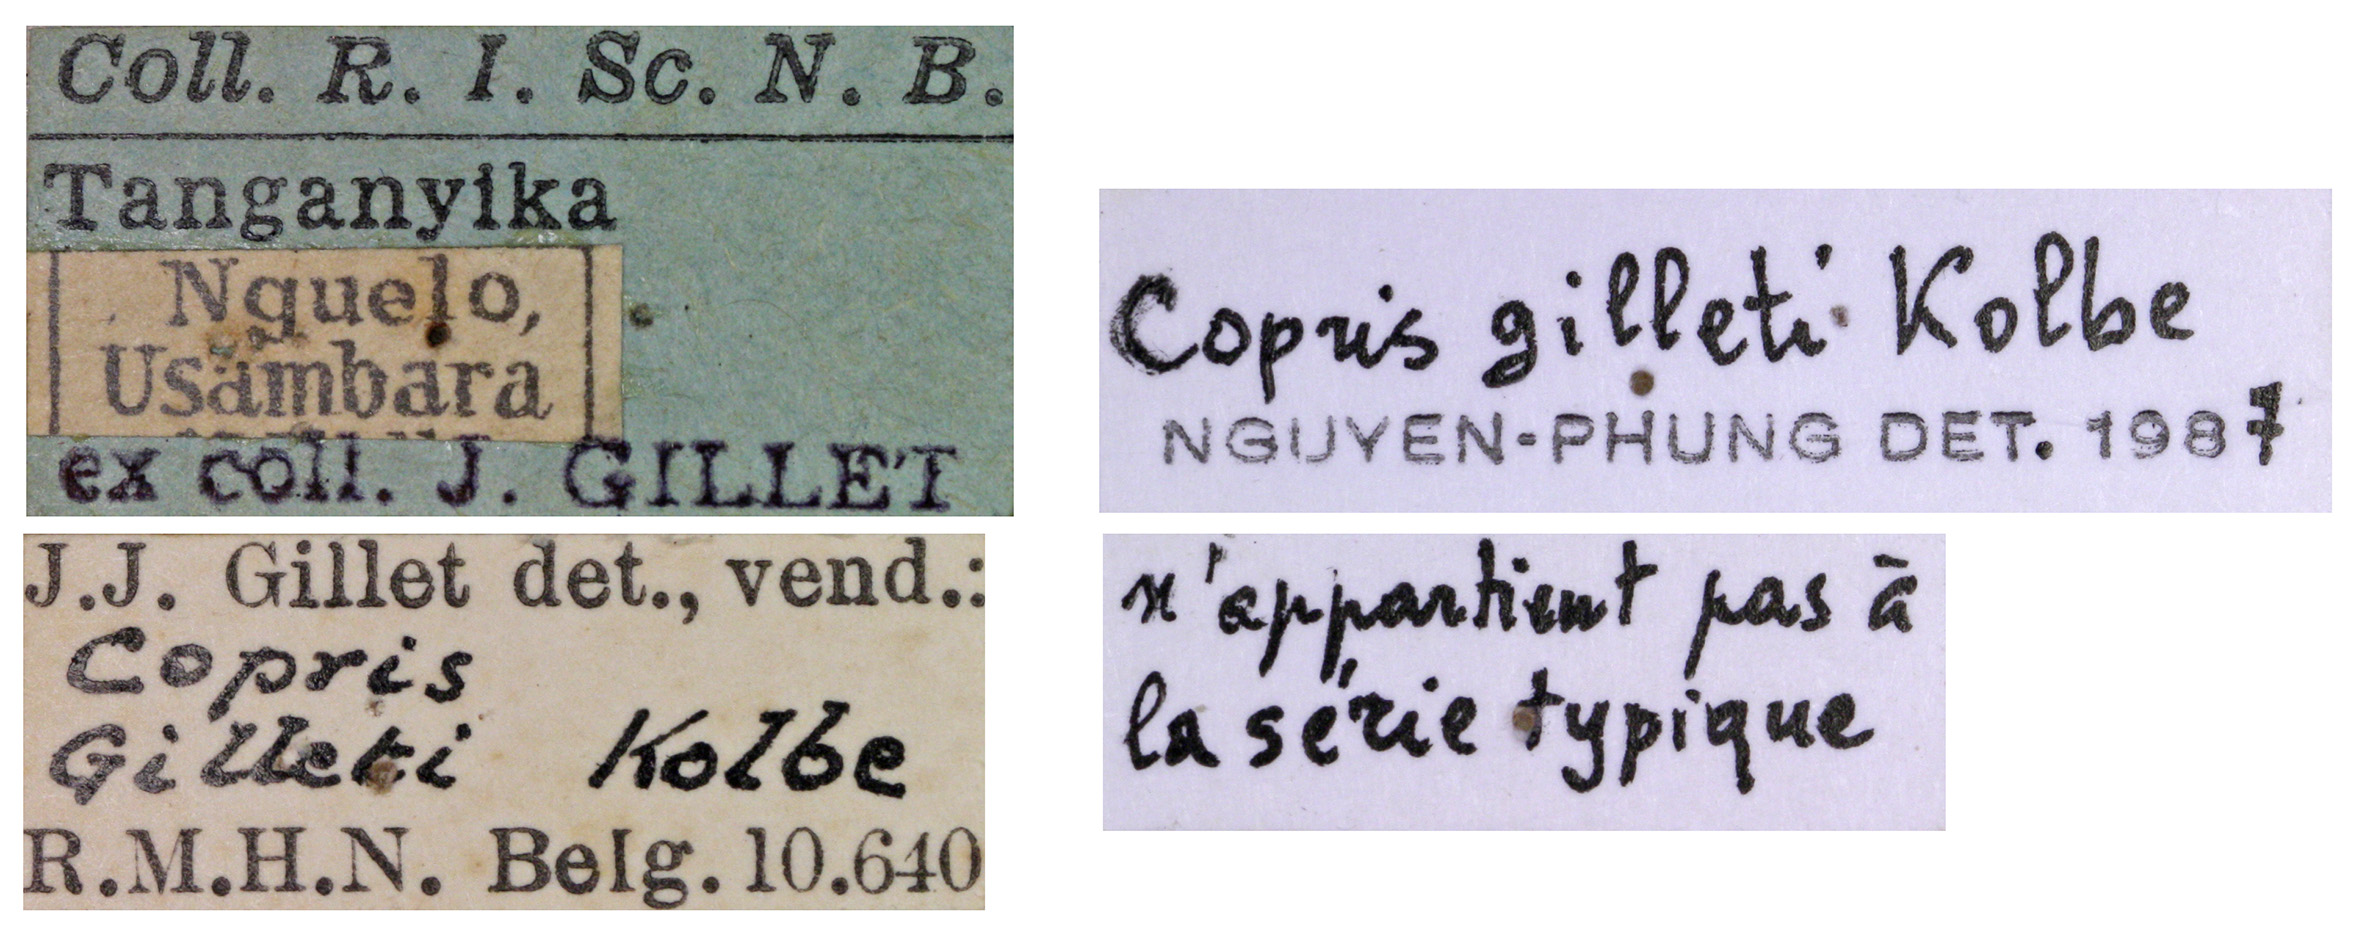 Coll. R. I. Sc. N. B.
Tanganyika
Nguelo,
Usambara
ex coll. J. GILLET
J.J. Gillet det., vend.:
Copris
Gilleti Kolbe
R.M.H.N. Belg. 10.640
Copris gilleti Kolbe
NGUYEN-PHUNG DET. 1987
n'appartient pas à
la série typique